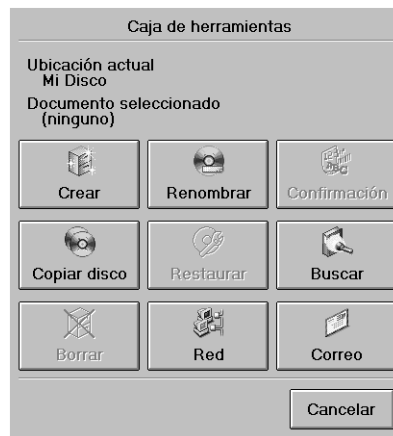 Caja de herramientas
Ubicación actual
Mi Disco
Documento seleccionado
(ninguno)
Crear
Renombrar
Confirmación
Copiar disco
Restaurar
Buscar
Borrar
Red
Correo
Cancelar